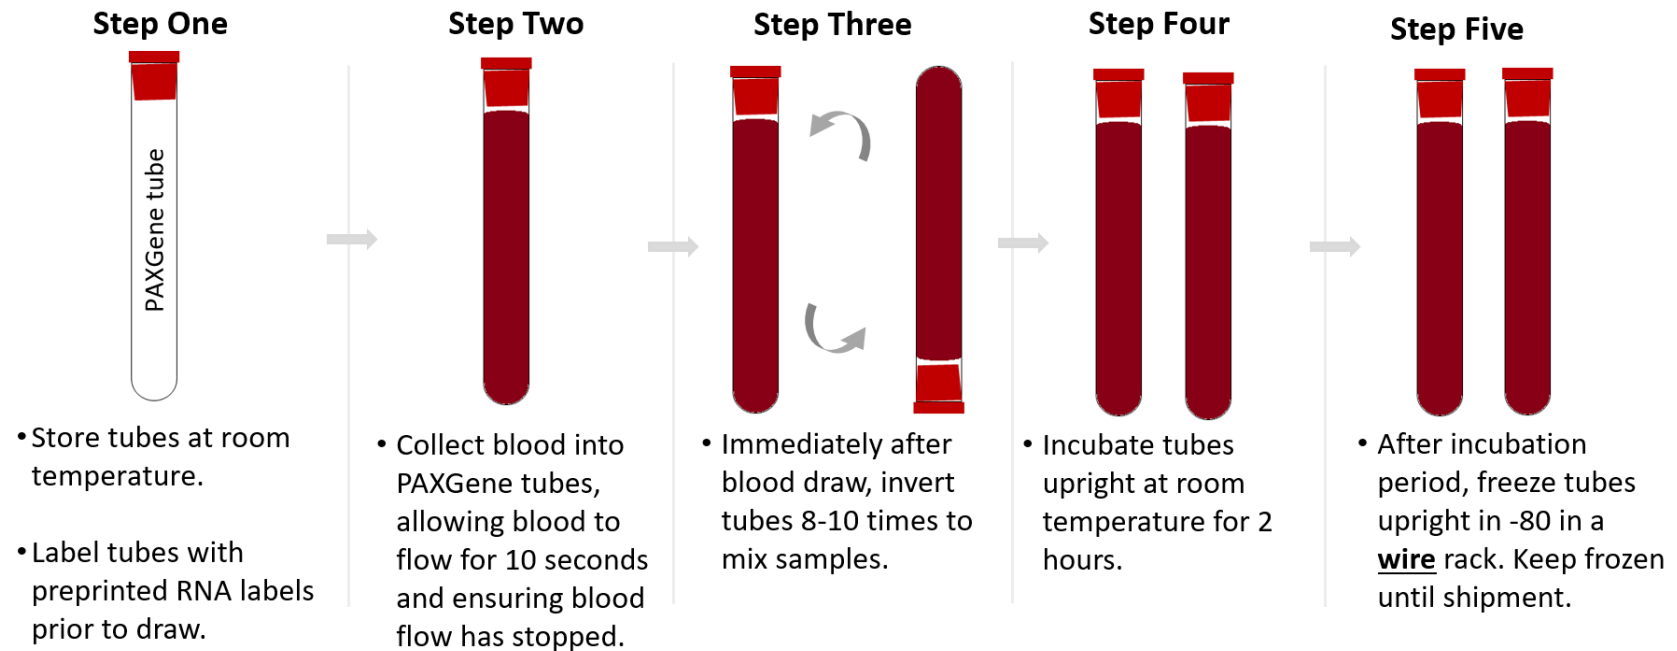 Step One
PAXGene tube
• Store tubes at room
temperature.
• Label tubes with
preprinted RNA labels
prior to draw.
Step Two
• Collect blood into
PAXGene tubes,
allowing blood to
flow for 10 seconds
and ensuring blood
flow has stopped.
Step Three
• Immediately after
blood draw, invert
tubes 8-10 times to
mix samples.
Step Four
• Incubate tubes
upright at room
temperature for 2
hours.
Step Five
• After incubation
period, freeze tubes
upright in -80 in a
wire rack. Keep frozen
until shipment.